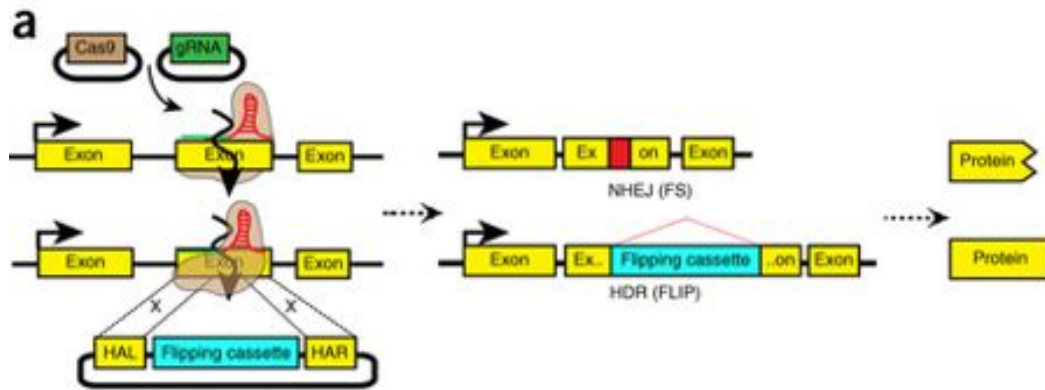 a
Cas9 gRNA
Exon Exon Exon
Exon Ex on Exon
Protein
NHEJ (FS)
Exon Exon Exon
Exon Ex.. Flipping cassette ..on Exon
Protein
HDR (FLIP)
X X
HAL Flipping cassette HAR